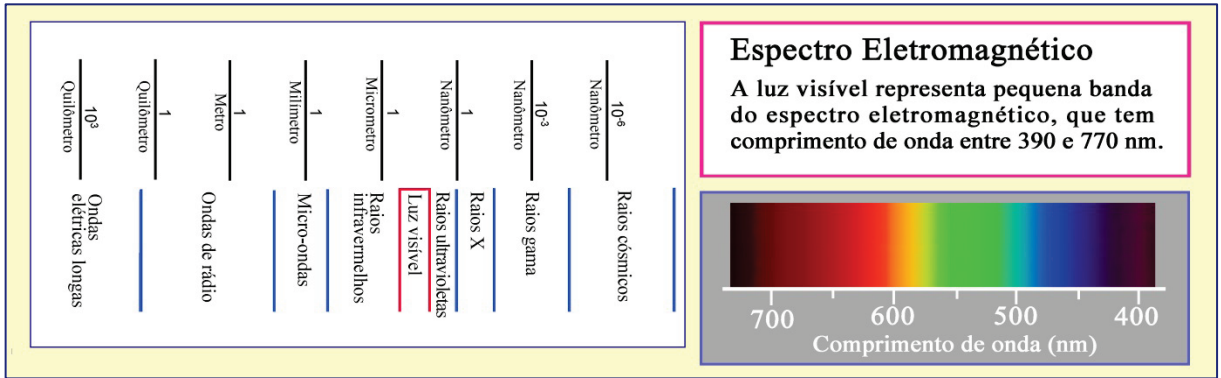 10³
Quilômetro
1
Quilômetro
1
Metro
1
Milímetro
1
Micrometro
1
Nanômetro
10-³
Nanômetro
10-⁶
Nanômetro
Ondas
elétricas longas
Ondas de rádio
Micro-ondas
Raios
infravermelhos
Luz visível
Raios ultravioletas
Raios X
Raios gama
Raios cósmicos
Espectro Eletromagnético
A luz visível representa pequena banda
do espectro eletromagnético, que tem
comprimento de onda entre 390 e 770 nm.
700 600 500 400
Comprimento de onda (nm)